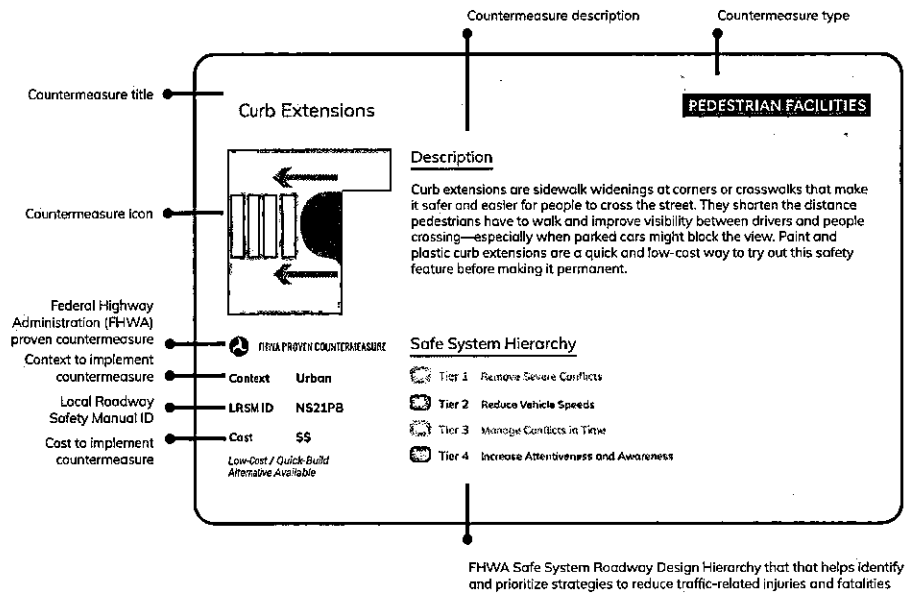 Countermeasure description
Countermeasure type
Countermeasure title
Curb Extensions
PEDESTRIAN FACILITIES
Countermeasure icon
Description
Curb extensions are sidewalk widenings at corners or crosswalks that make
it safer and easier for people to cross the street. They shorten the distance
pedestrians have to walk and improve visibility between drivers and people
crossing—especially when parked cars might block the view. Paint and
plastic curb extensions are a quick and low-cost way to try out this safety
feature before making it permanent.
Federal Highway
Administration (FHWA)
proven countermeasure
FHWA PROVEN COUNTERMEASURE
Context to implement
countermeasure
Context Urban
Local Roadway
Safety Manual ID
LRSM ID NS21PB
Cost to implement
countermeasure
Cost $$
Low-Cost / Quick-Build
Alternative Available
Safe System Hierarchy
Tier 1 Remove Severe Conflicts
Tier 2 Reduce Vehicle Speeds
Tier 3 Manage Conflicts in Time
Tier 4 Increase Attentiveness and Awareness
FHWA Safe System Roadway Design Hierarchy that that helps identify
and prioritize strategies to reduce traffic-related injuries and fatalities